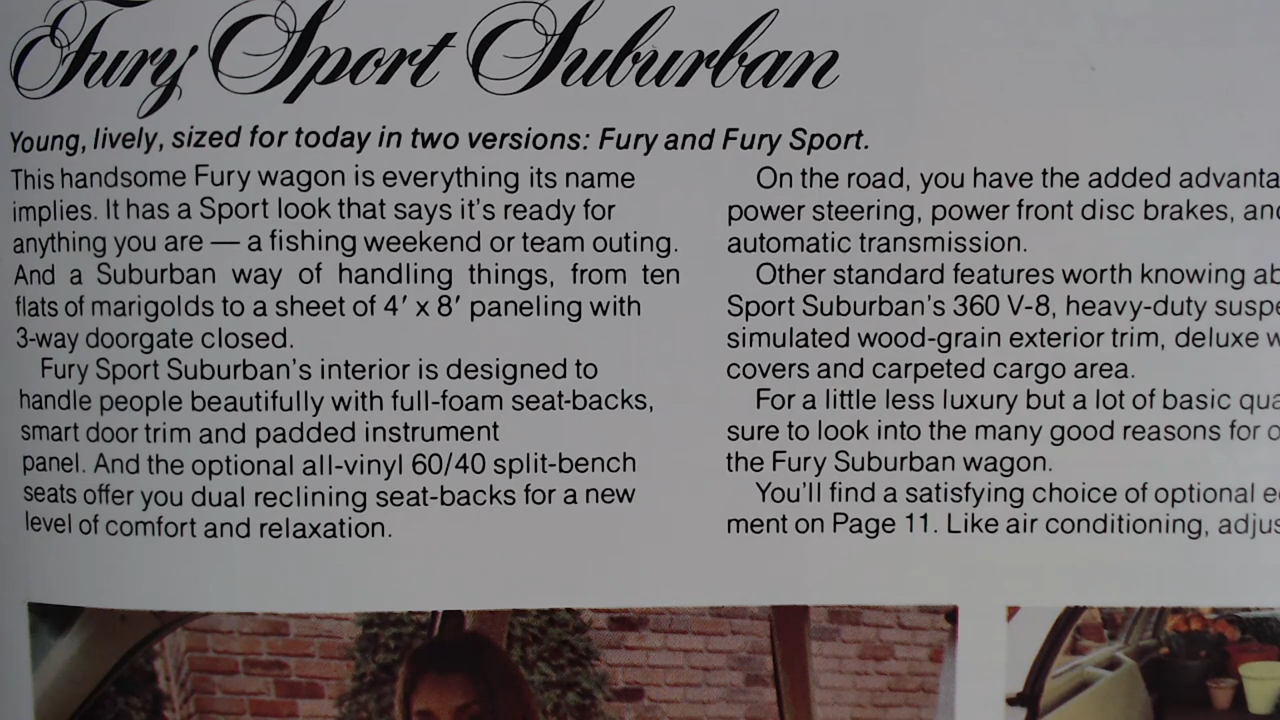 Fury Sport Suburban
Young, lively, sized for today in two versions: Fury and Fury Sport.
This handsome Fury wagon is everything its name
implies. It has a Sport look that says it's ready for
anything you are — a fishing weekend or team outing.
And a Suburban way of handling things, from ten
flats of marigolds to a sheet of 4′ x 8′ paneling with
3-way doorgate closed.
Fury Sport Suburban's interior is designed to
handle people beautifully with full-foam seat-backs,
smart door trim and padded instrument
panel. And the optional all-vinyl 60/40 split-bench
seats offer you dual reclining seat-backs for a new
level of comfort and relaxation.
On the road, you have the added
power steering, power front disc brakes,
automatic transmission.
Other standard features worth knowing
Sport Suburban's 360 V-8, heavy-duty
simulated wood-grain exterior trim, deluxe
covers and carpeted cargo area.
For a little less luxury but a lot of basic
sure to look into the many good reasons for
the Fury Suburban wagon.
You'll find a satisfying choice of optional
ment on Page 11. Like air conditioning,